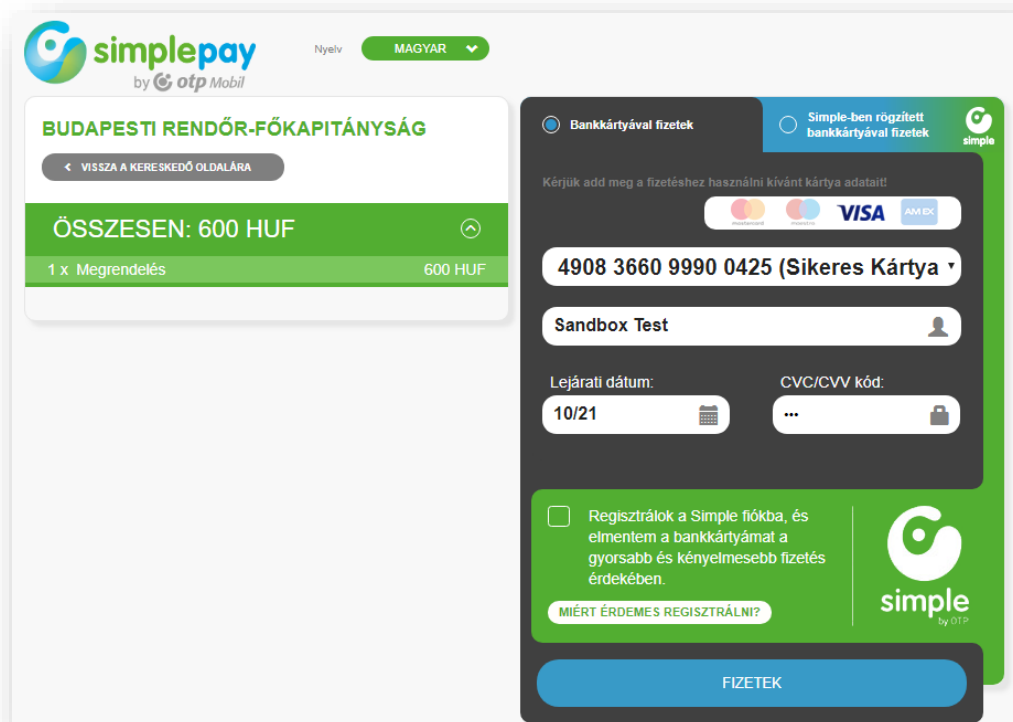 simplepay
by otp Mobil
Nyelv
MAGYAR
BUDAPESTI RENDŐR-FŐKAPITÁNYSÁG
VISSZA A KERESKEDŐ OLDALÁRA
ÖSSZESEN: 600 HUF
1 x Megrendelés 600 HUF
Bankkártyával fizetek
Simple-ben rögzített
bankkártyával fizetek
simple
Kérjük add meg a fizetéshez használni kívánt kártya adatait!
mastercard maestro VISA AMEX
4908 3660 9990 0425 (Sikeres Kártya
Sandbox Test
Lejárati dátum: CVC/CVV kód:
10/21 •••
Regisztrálok a Simple fiókba, és
elmentem a bankkártyámat a
gyorsabb és kényelmesebb fizetés
érdekében.
MIÉRT ÉRDEMES REGISZTRÁLNI?
simple
by OTP
FIZETEK